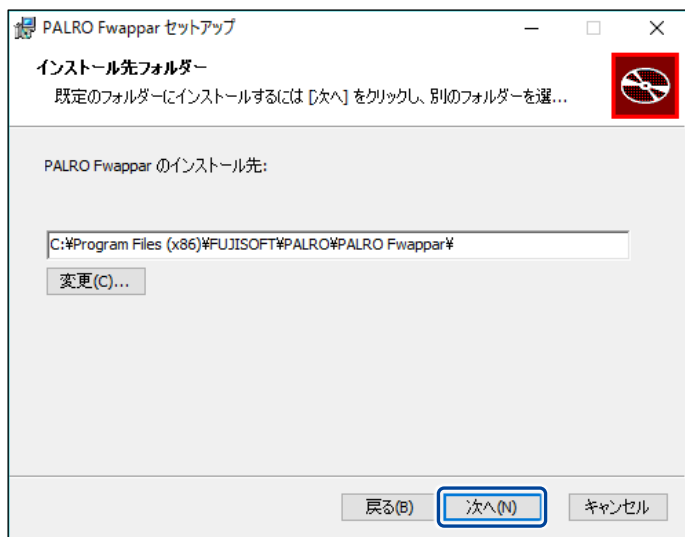 PALRO Fwappar セットアップ
インストール先フォルダー
既定のフォルダーにインストールするには [次へ] をクリックし、別のフォルダーを選...
PALRO Fwappar のインストール先:
C:¥Program Files (x86)¥FUJISOFT¥PALRO¥PALRO Fwappar¥
変更(C)...
戻る(B) 次へ(N) キャンセル